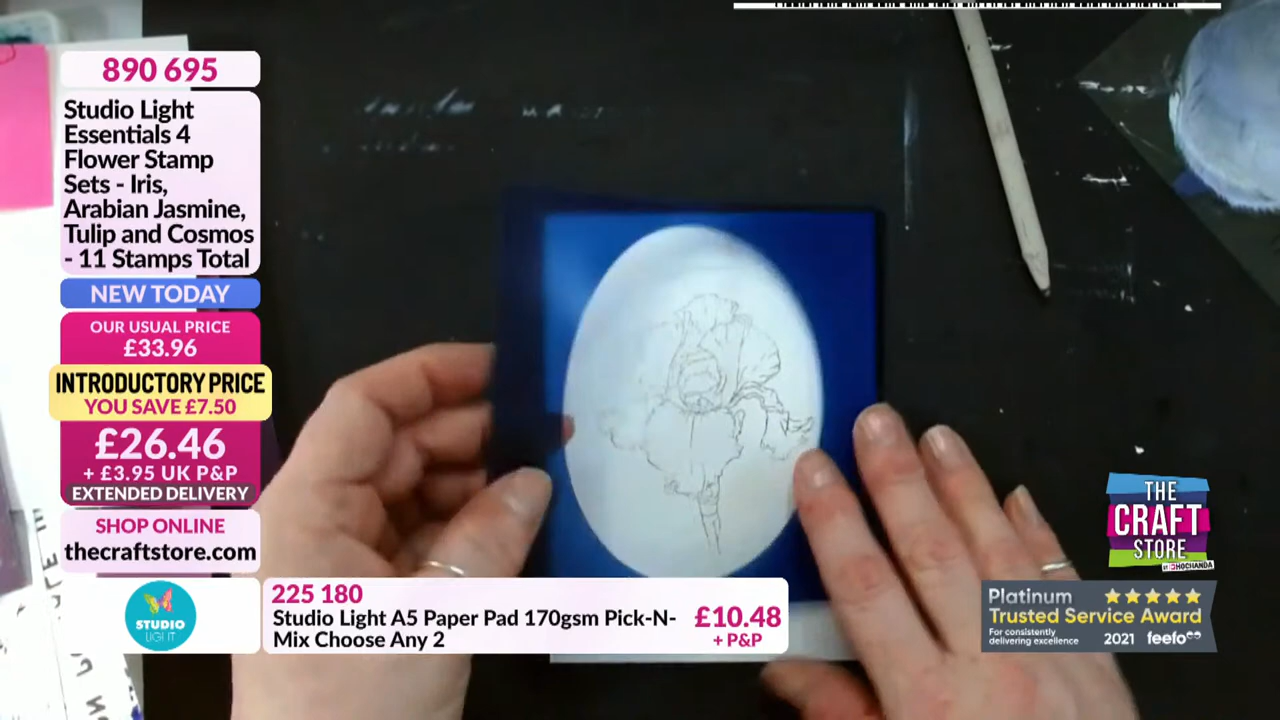 890 695
Studio Light
Essentials 4
Flower Stamp
Sets - Iris,
Arabian Jasmine,
Tulip and Cosmos
- 11 Stamps Total
NEW TODAY
OUR USUAL PRICE
£33.96
INTRODUCTORY PRICE
YOU SAVE £7.50
£26.46
+ £3.95 UK P&P
EXTENDED DELIVERY
SHOP ONLINE
thecraftstore.com
STUDIO
LIGHT
225 180
Studio Light A5 Paper Pad 170gsm Pick-N-
Mix Choose Any 2
£10.48
+ P&P
THE
CRAFT
STORE
BY HOCHANDA
Platinum
Trusted Service Award
For consistently
delivering excellence
2021 feefo